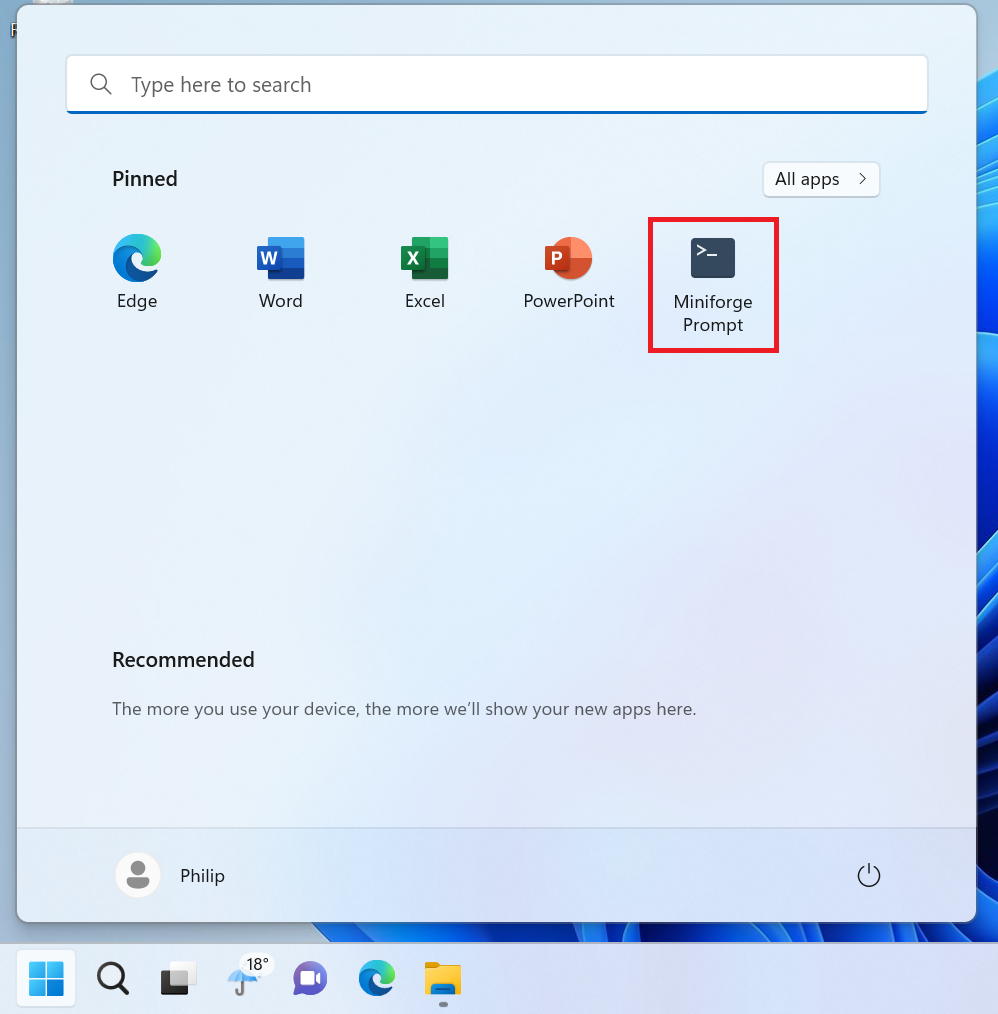 Type here to search
Pinned
All apps
Edge
Word
Excel
PowerPoint
Miniforge
Prompt
Recommended
The more you use your device, the more we’ll show your new apps here.
Philip
18°